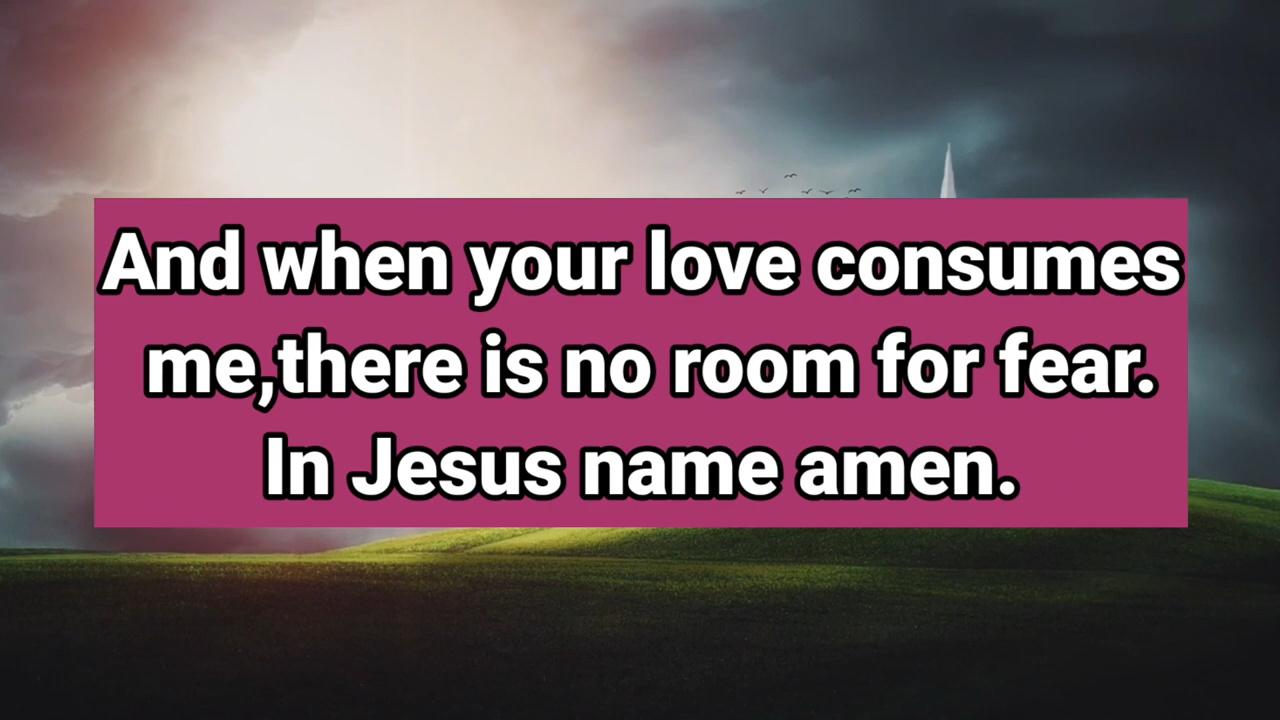 And when your love consumes
me,there is no room for fear.
In Jesus name amen.